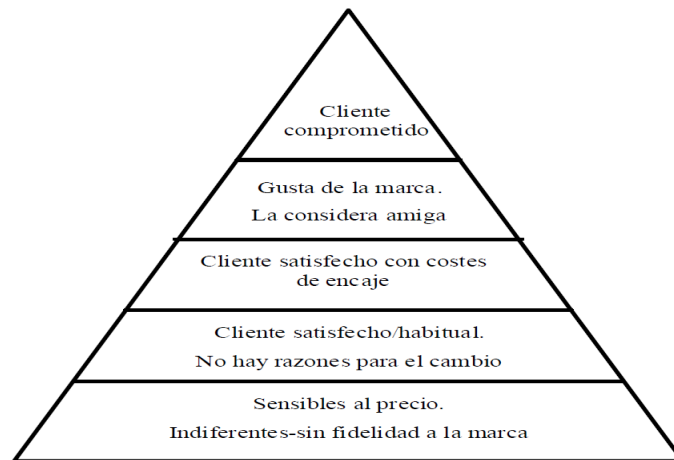 Cliente
comprometido
Gusta de la marca.
La considera amiga
Cliente satisfecho con costes
de encaje
Cliente satisfecho/habitual.
No hay razones para el cambio
Sensibles al precio.
Indiferentes-sin fidelidad a la marca